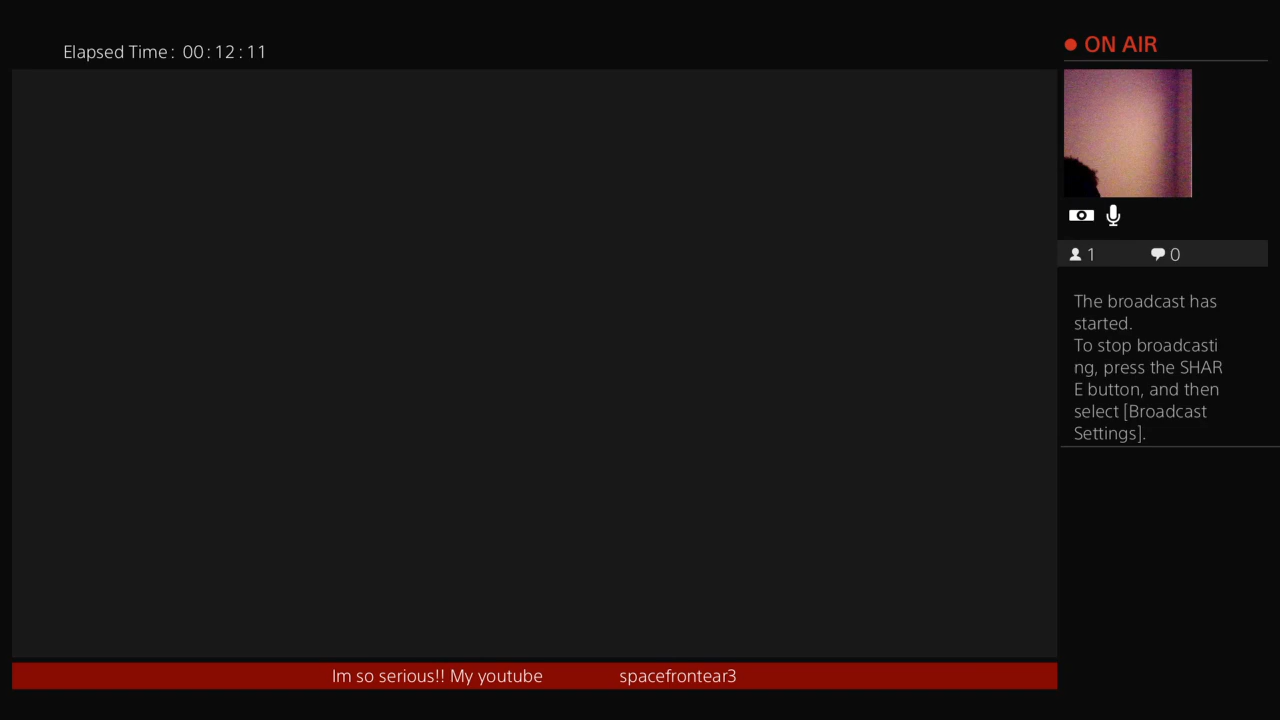 Elapsed Time: 00:12:11
ON AIR
1 0
The broadcast has
started.
To stop broadcasti
ng, press the SHAR
E button, and then
select [Broadcast
Settings].
Im so serious!! My youtube spacefrontear3